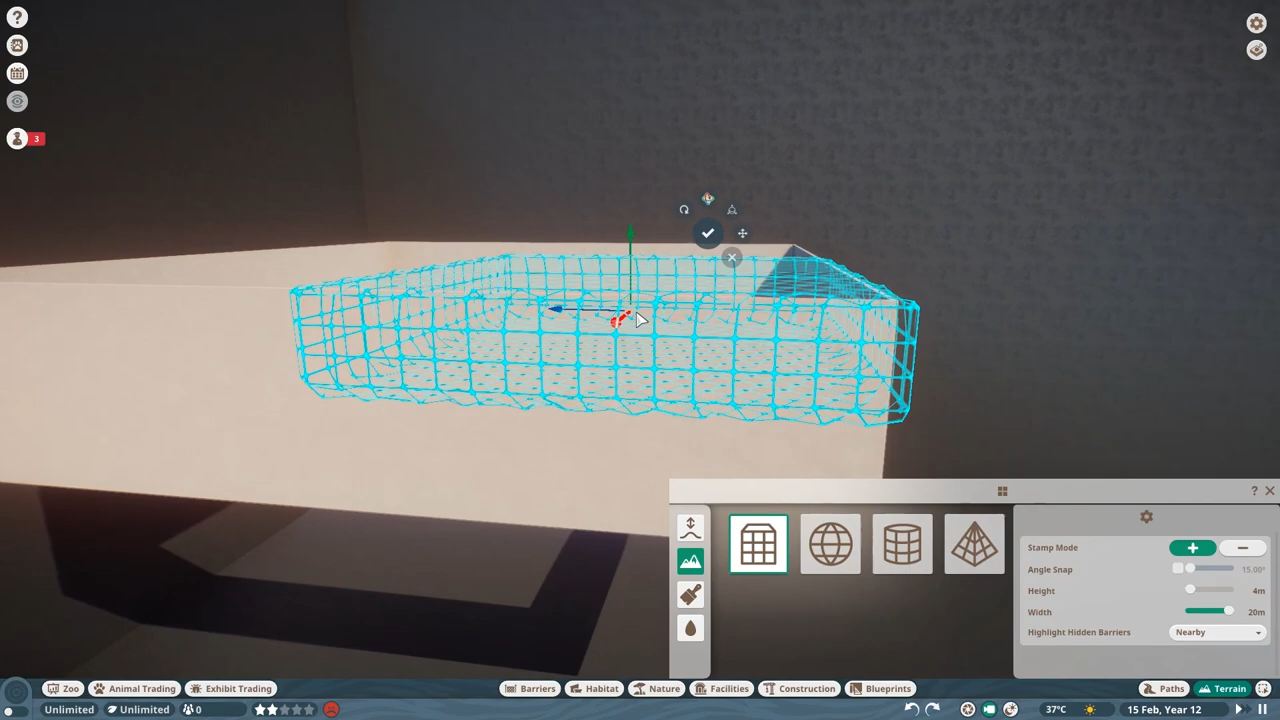 ?
3
?
Stamp Mode
Angle Snap 15.00°
Height 4m
Width 20m
Highlight Hidden Barriers Nearby
Zoo Animal Trading Exhibit Trading Barriers Habitat Nature Facilities Construction Blueprints Paths Terrain
Unlimited Unlimited 0 37°C 15 Feb, Year 12